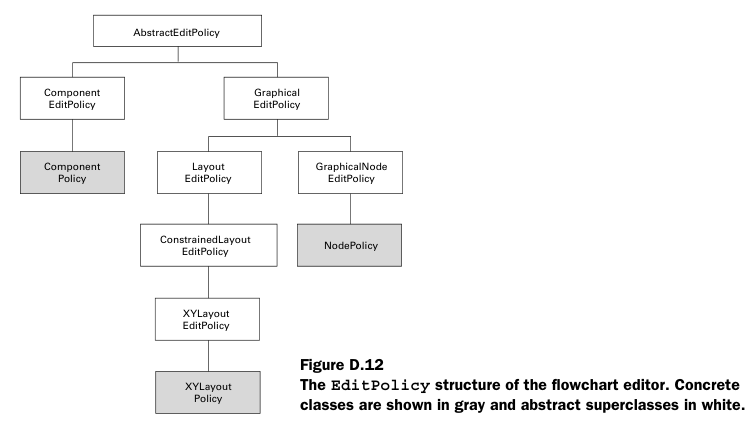 AbstractEditPolicy
Component
EditPolicy
Graphical
EditPolicy
Component
Policy
Layout
EditPolicy
GraphicalNode
EditPolicy
ConstrainedLayout
EditPolicy
NodePolicy
XYLayout
EditPolicy
XYLayout
Policy
Figure D.12
The EditPolicy structure of the flowchart editor. Concrete
classes are shown in gray and abstract superclasses in white.